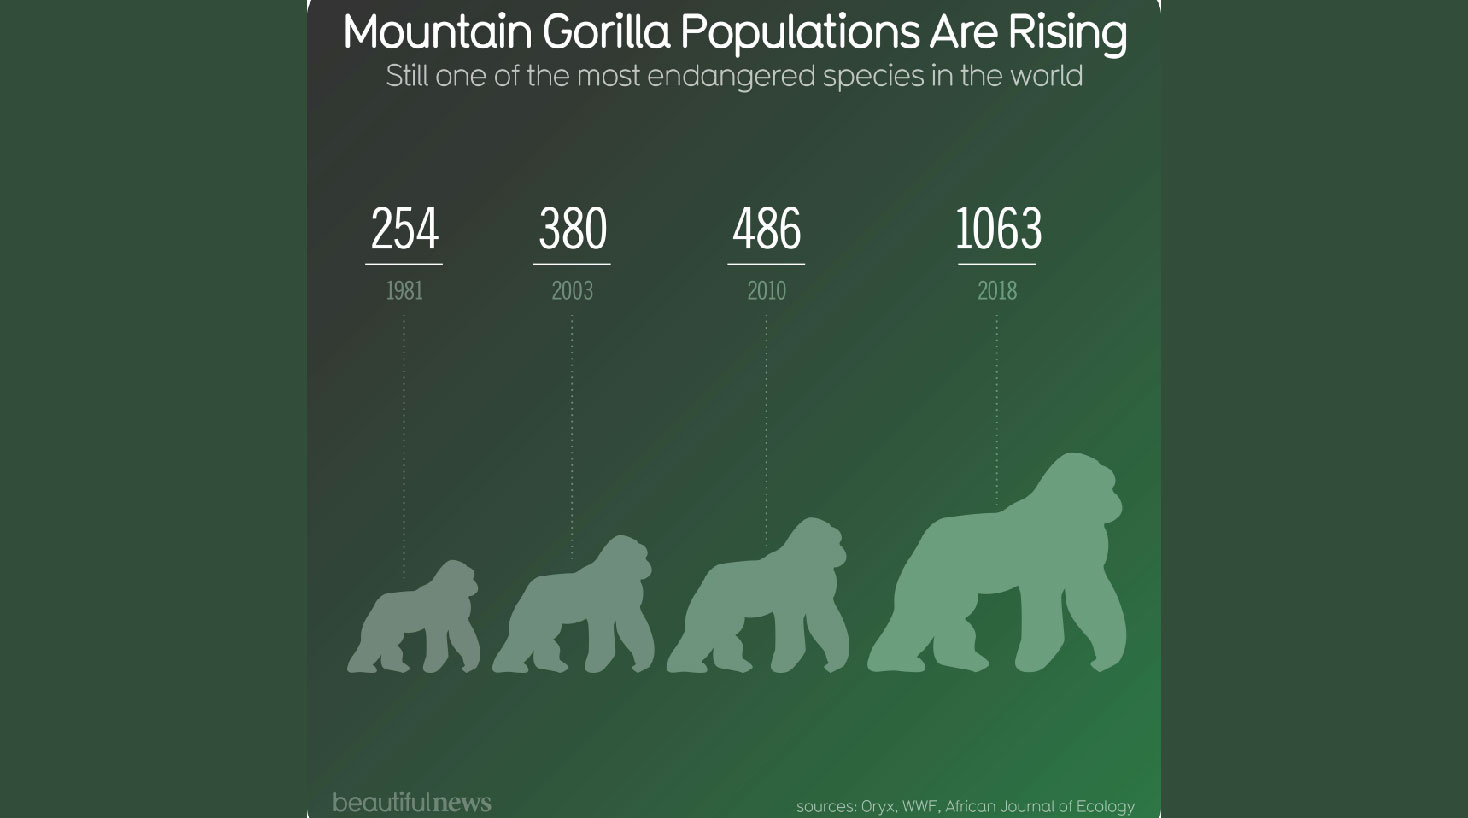 Mountain Gorilla Populations Are Rising
Still one of the most endangered species in the world
254
1981
380
2003
486
2010
1063
2018
beautifulnews
sources: Oryx, WWF, African Journal of Ecology